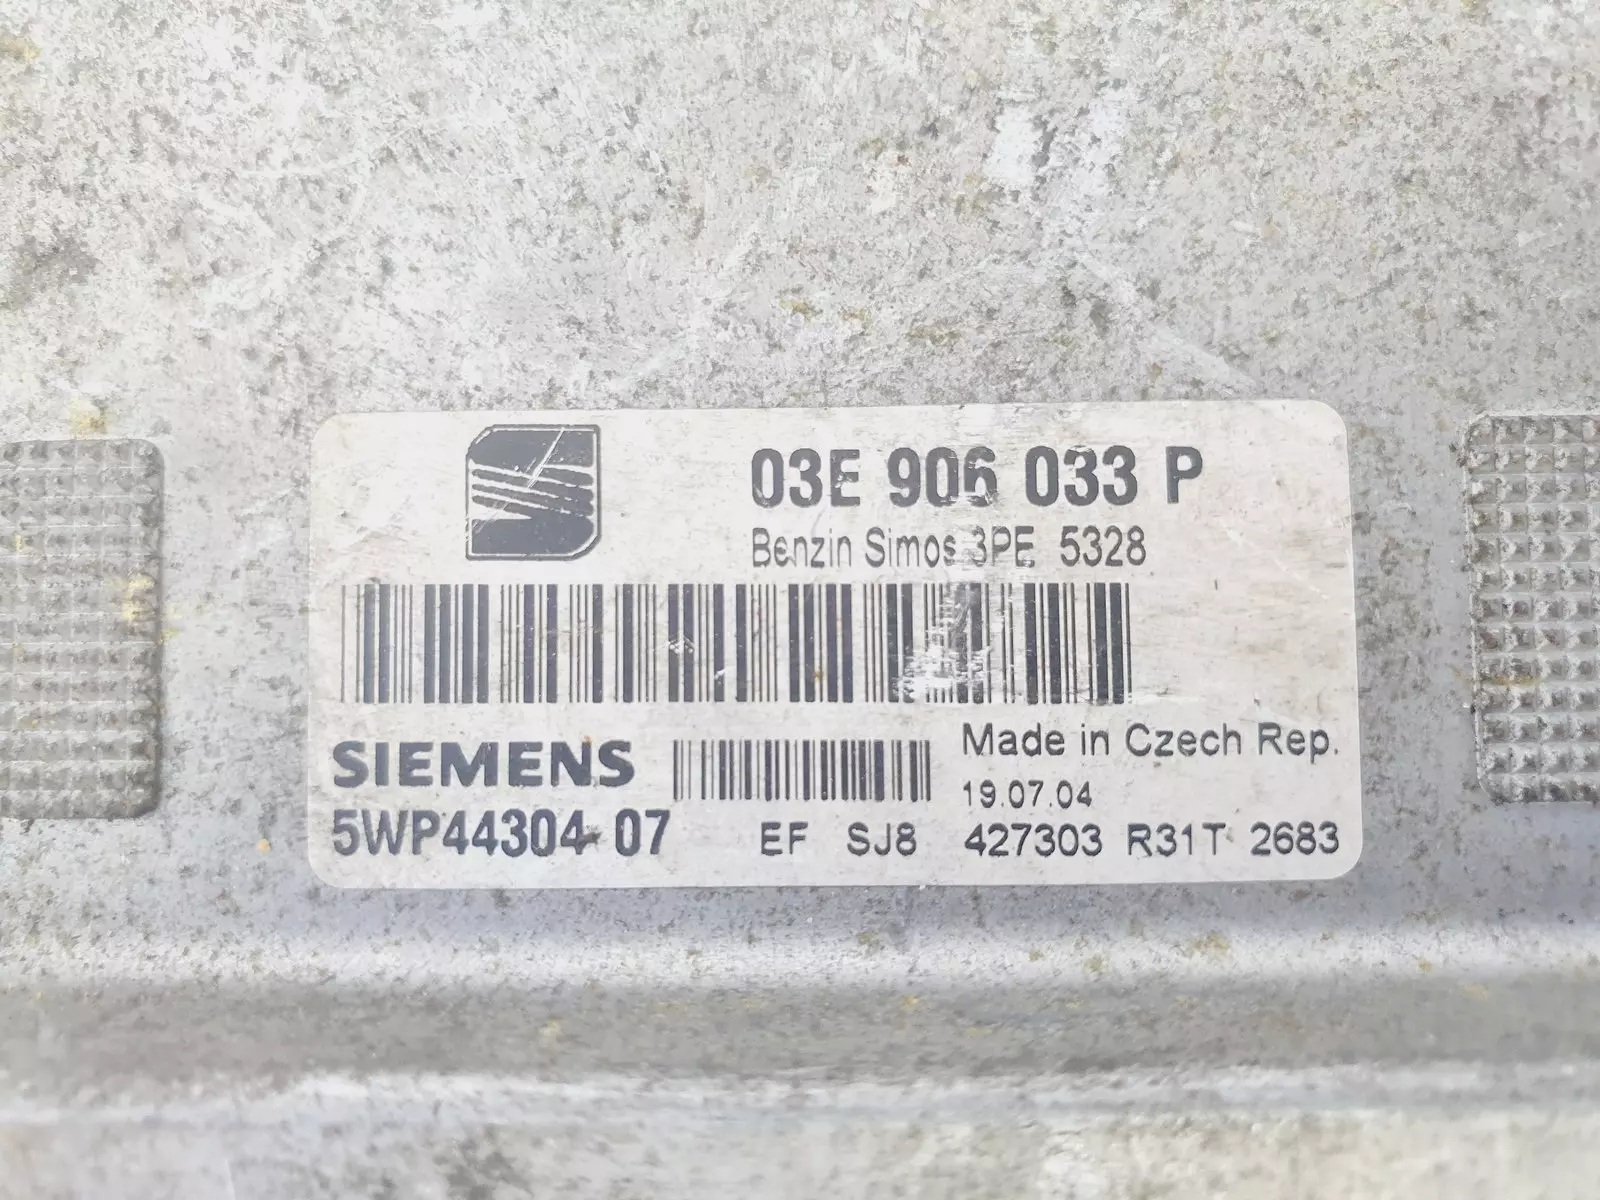 03E 906 033 P
Benzin Simos 3PE 5328
SIEMENS
Made in Czech Rep.
19.07.04
5WP44304 07
EF SJ8 427303 R31T 2683